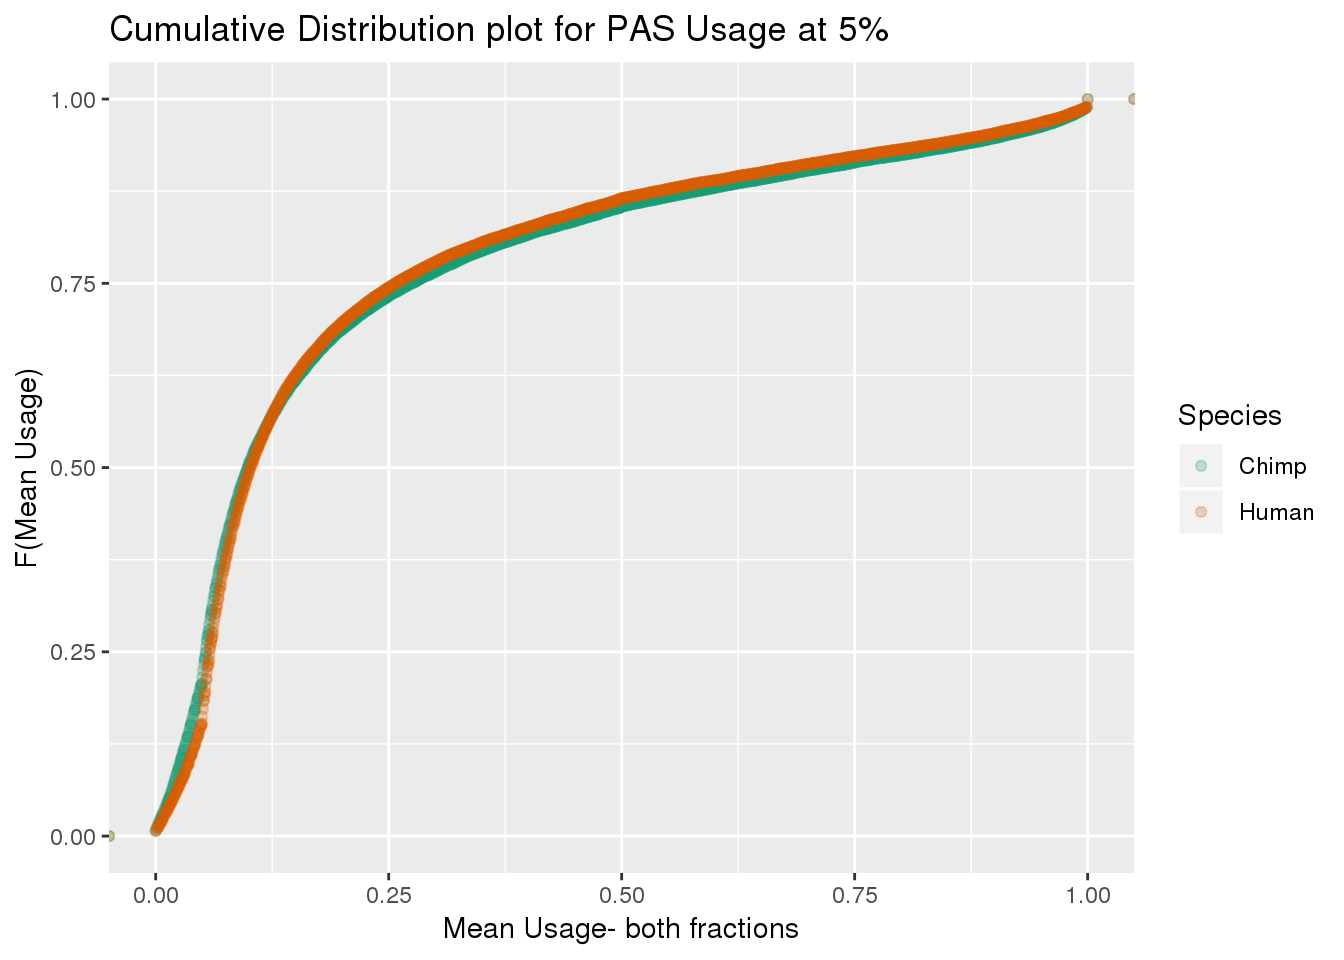 Cumulative Distribution plot for PAS Usage at 5%
1.00
0.75
0.50
0.25
0.00
F(Mean Usage)
0.00 0.25 0.50 0.75 1.00
Mean Usage- both fractions
Species
Chimp
Human